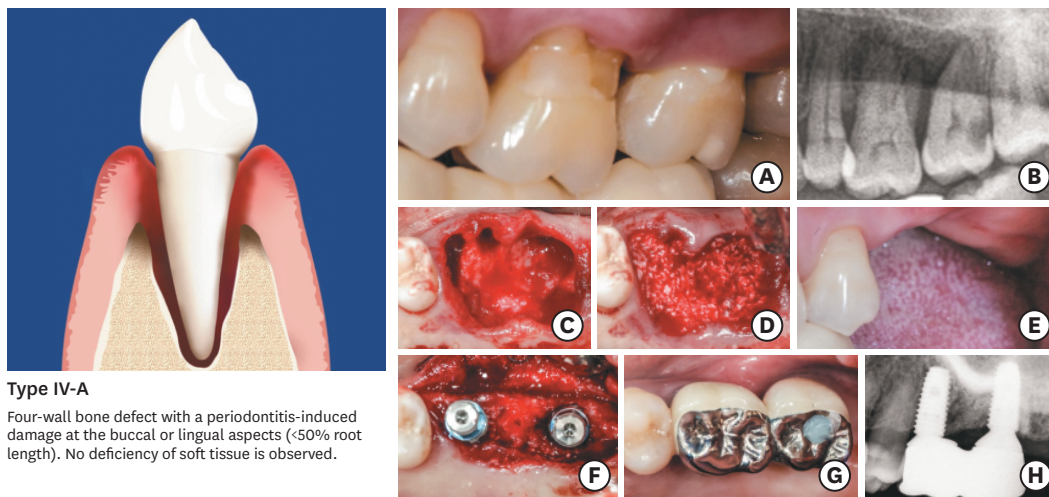 Type IV-A
Four-wall bone defect with a periodontitis-induced
damage at the buccal or lingual aspects (<50% root
length). No deficiency of soft tissue is observed.
A
B
C
D
E
F
G
H